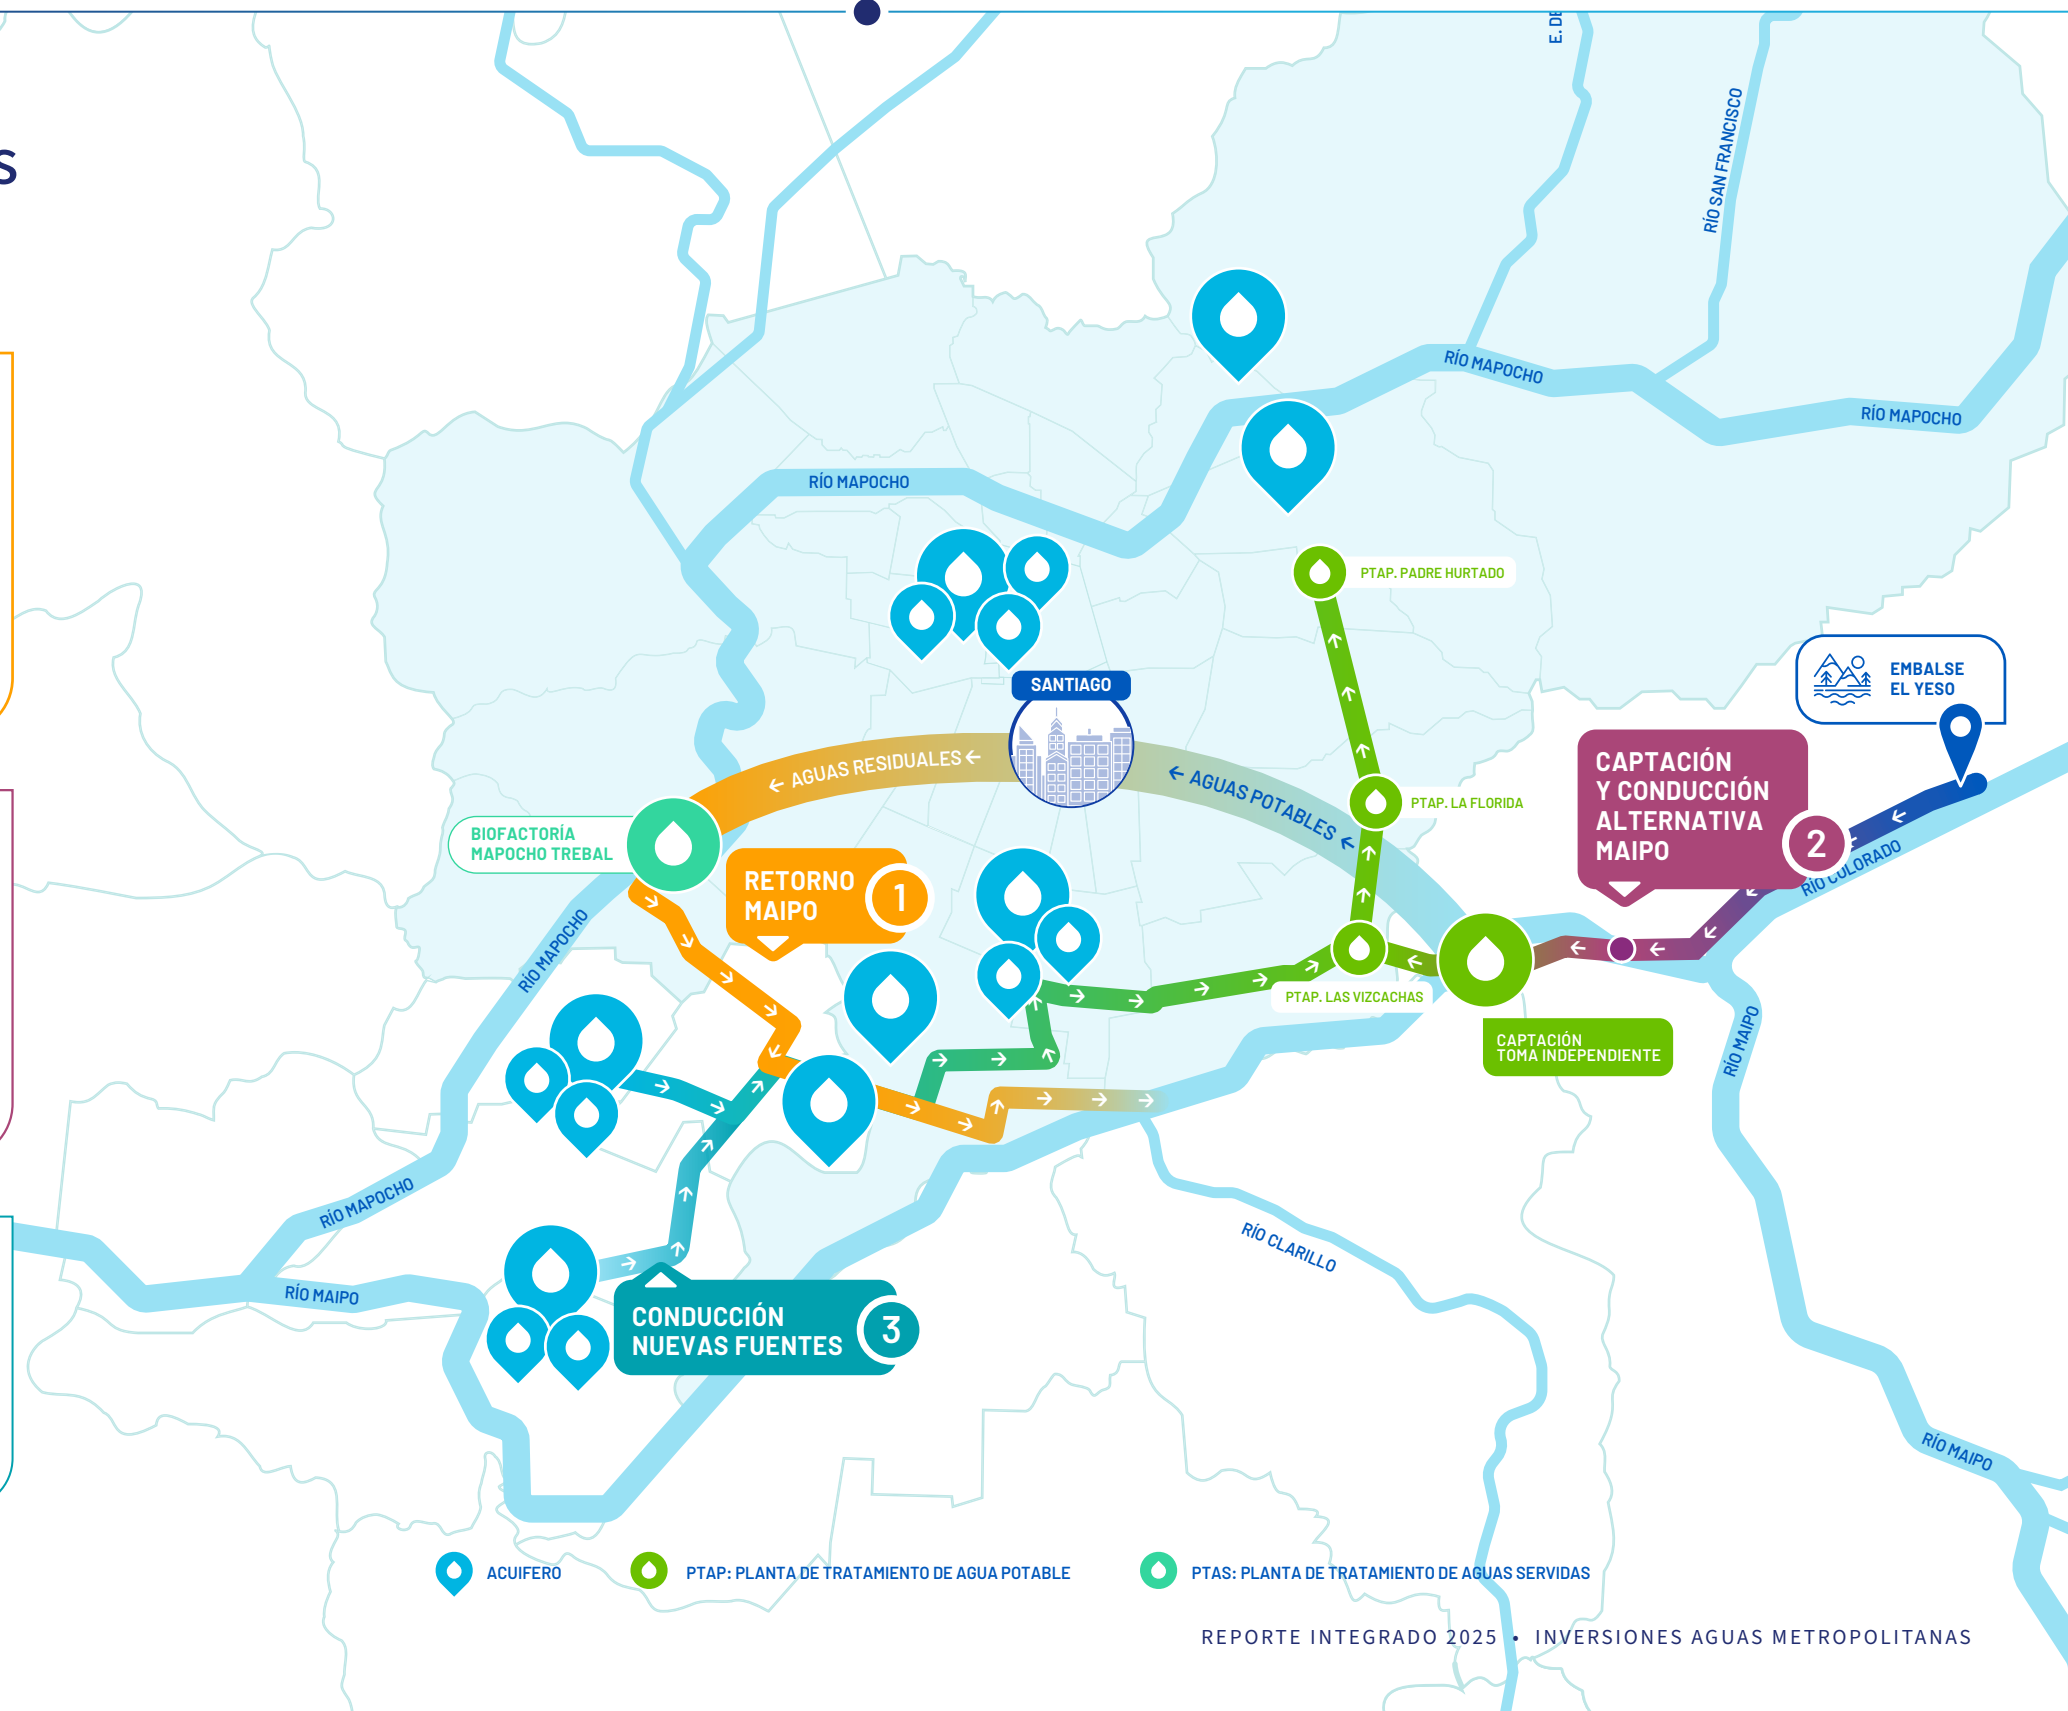 S
E. DE
RÍO SAN FRANCISCO
RÍO MAPOCHO
RÍO MAPOCHO
RÍO MAPOCHO
PTAP. PADRE HURTADO
SANTIAGO
EMBALSE
EL YESO
AGUAS RESIDUALES
AGUAS POTABLES
CAPTACIÓN
Y CONDUCCIÓN
ALTERNATIVA
MAIPO
2
PTAP. LA FLORIDA
BIOFACTORÍA
MAPOCHO TREBAL
RETORNO
MAIPO
1
RÍO COLORADO
RÍO MAPOCHO
PTAP. LAS VIZCACHAS
CAPTACIÓN
TOMA INDEPENDIENTE
RÍO MAIPO
RÍO MAPOCHO
RÍO CLARILLO
RÍO MAIPO
CONDUCCIÓN
NUEVAS FUENTES
3
RÍO MAIPO
ACUIFERO
PTAP: PLANTA DE TRATAMIENTO DE AGUA POTABLE
PTAS: PLANTA DE TRATAMIENTO DE AGUAS SERVIDAS
REPORTE INTEGRADO 2025 • INVERSIONES AGUAS METROPOLITANAS